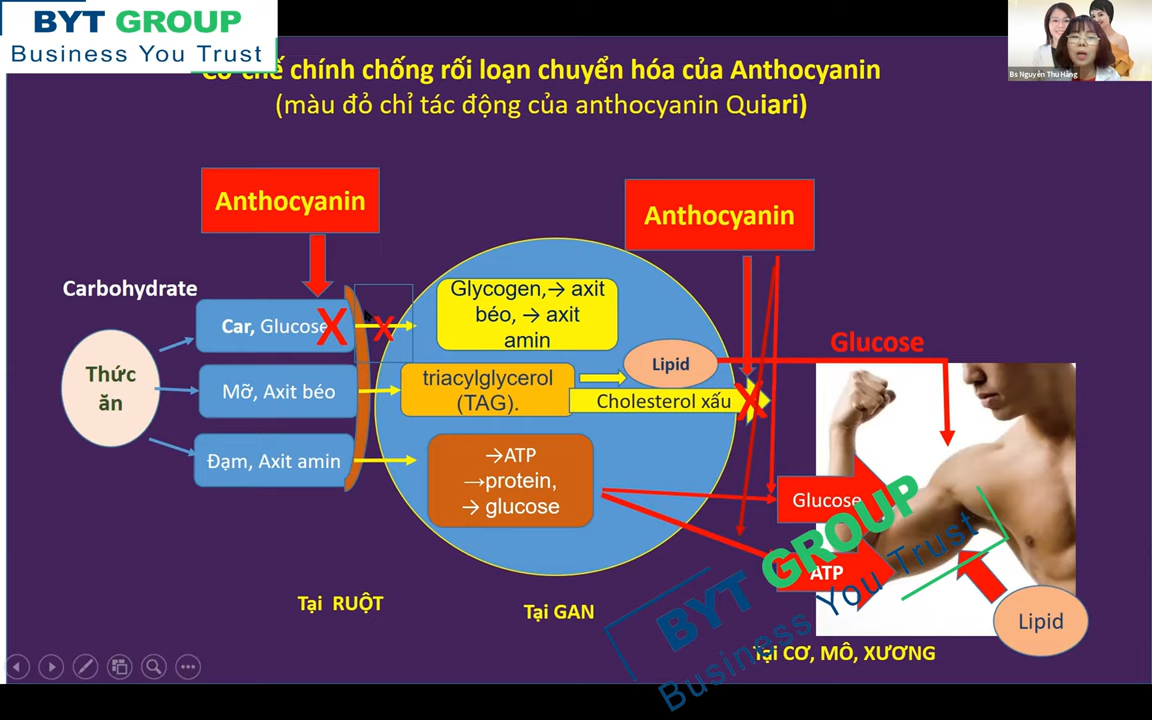 BYT GROUP
Business You Trust
Bs Nguyễn Thu Hằng
chế chính chống rối loạn chuyển hóa của Anthocyanin
(màu đỏ chỉ tác động của anthocyanin Quiari)
Anthocyanin
Anthocyanin
Carbohydrate
Car, Glucose
X
X
Glycogen,→ axit
béo, → axit
amin
Glucose
Thức
ăn
Mỡ, Axit béo
triacylglycerol
(TAG).
Lipid
Cholesterol xấu
X
Đạm, Axit amin
→ATP
→protein,
→ glucose
Glucose
ATP
Lipid
BYT GROUP
Business You Trust
Tại RUỘT
Tại GAN
Tại CƠ, MÔ, XƯƠNG